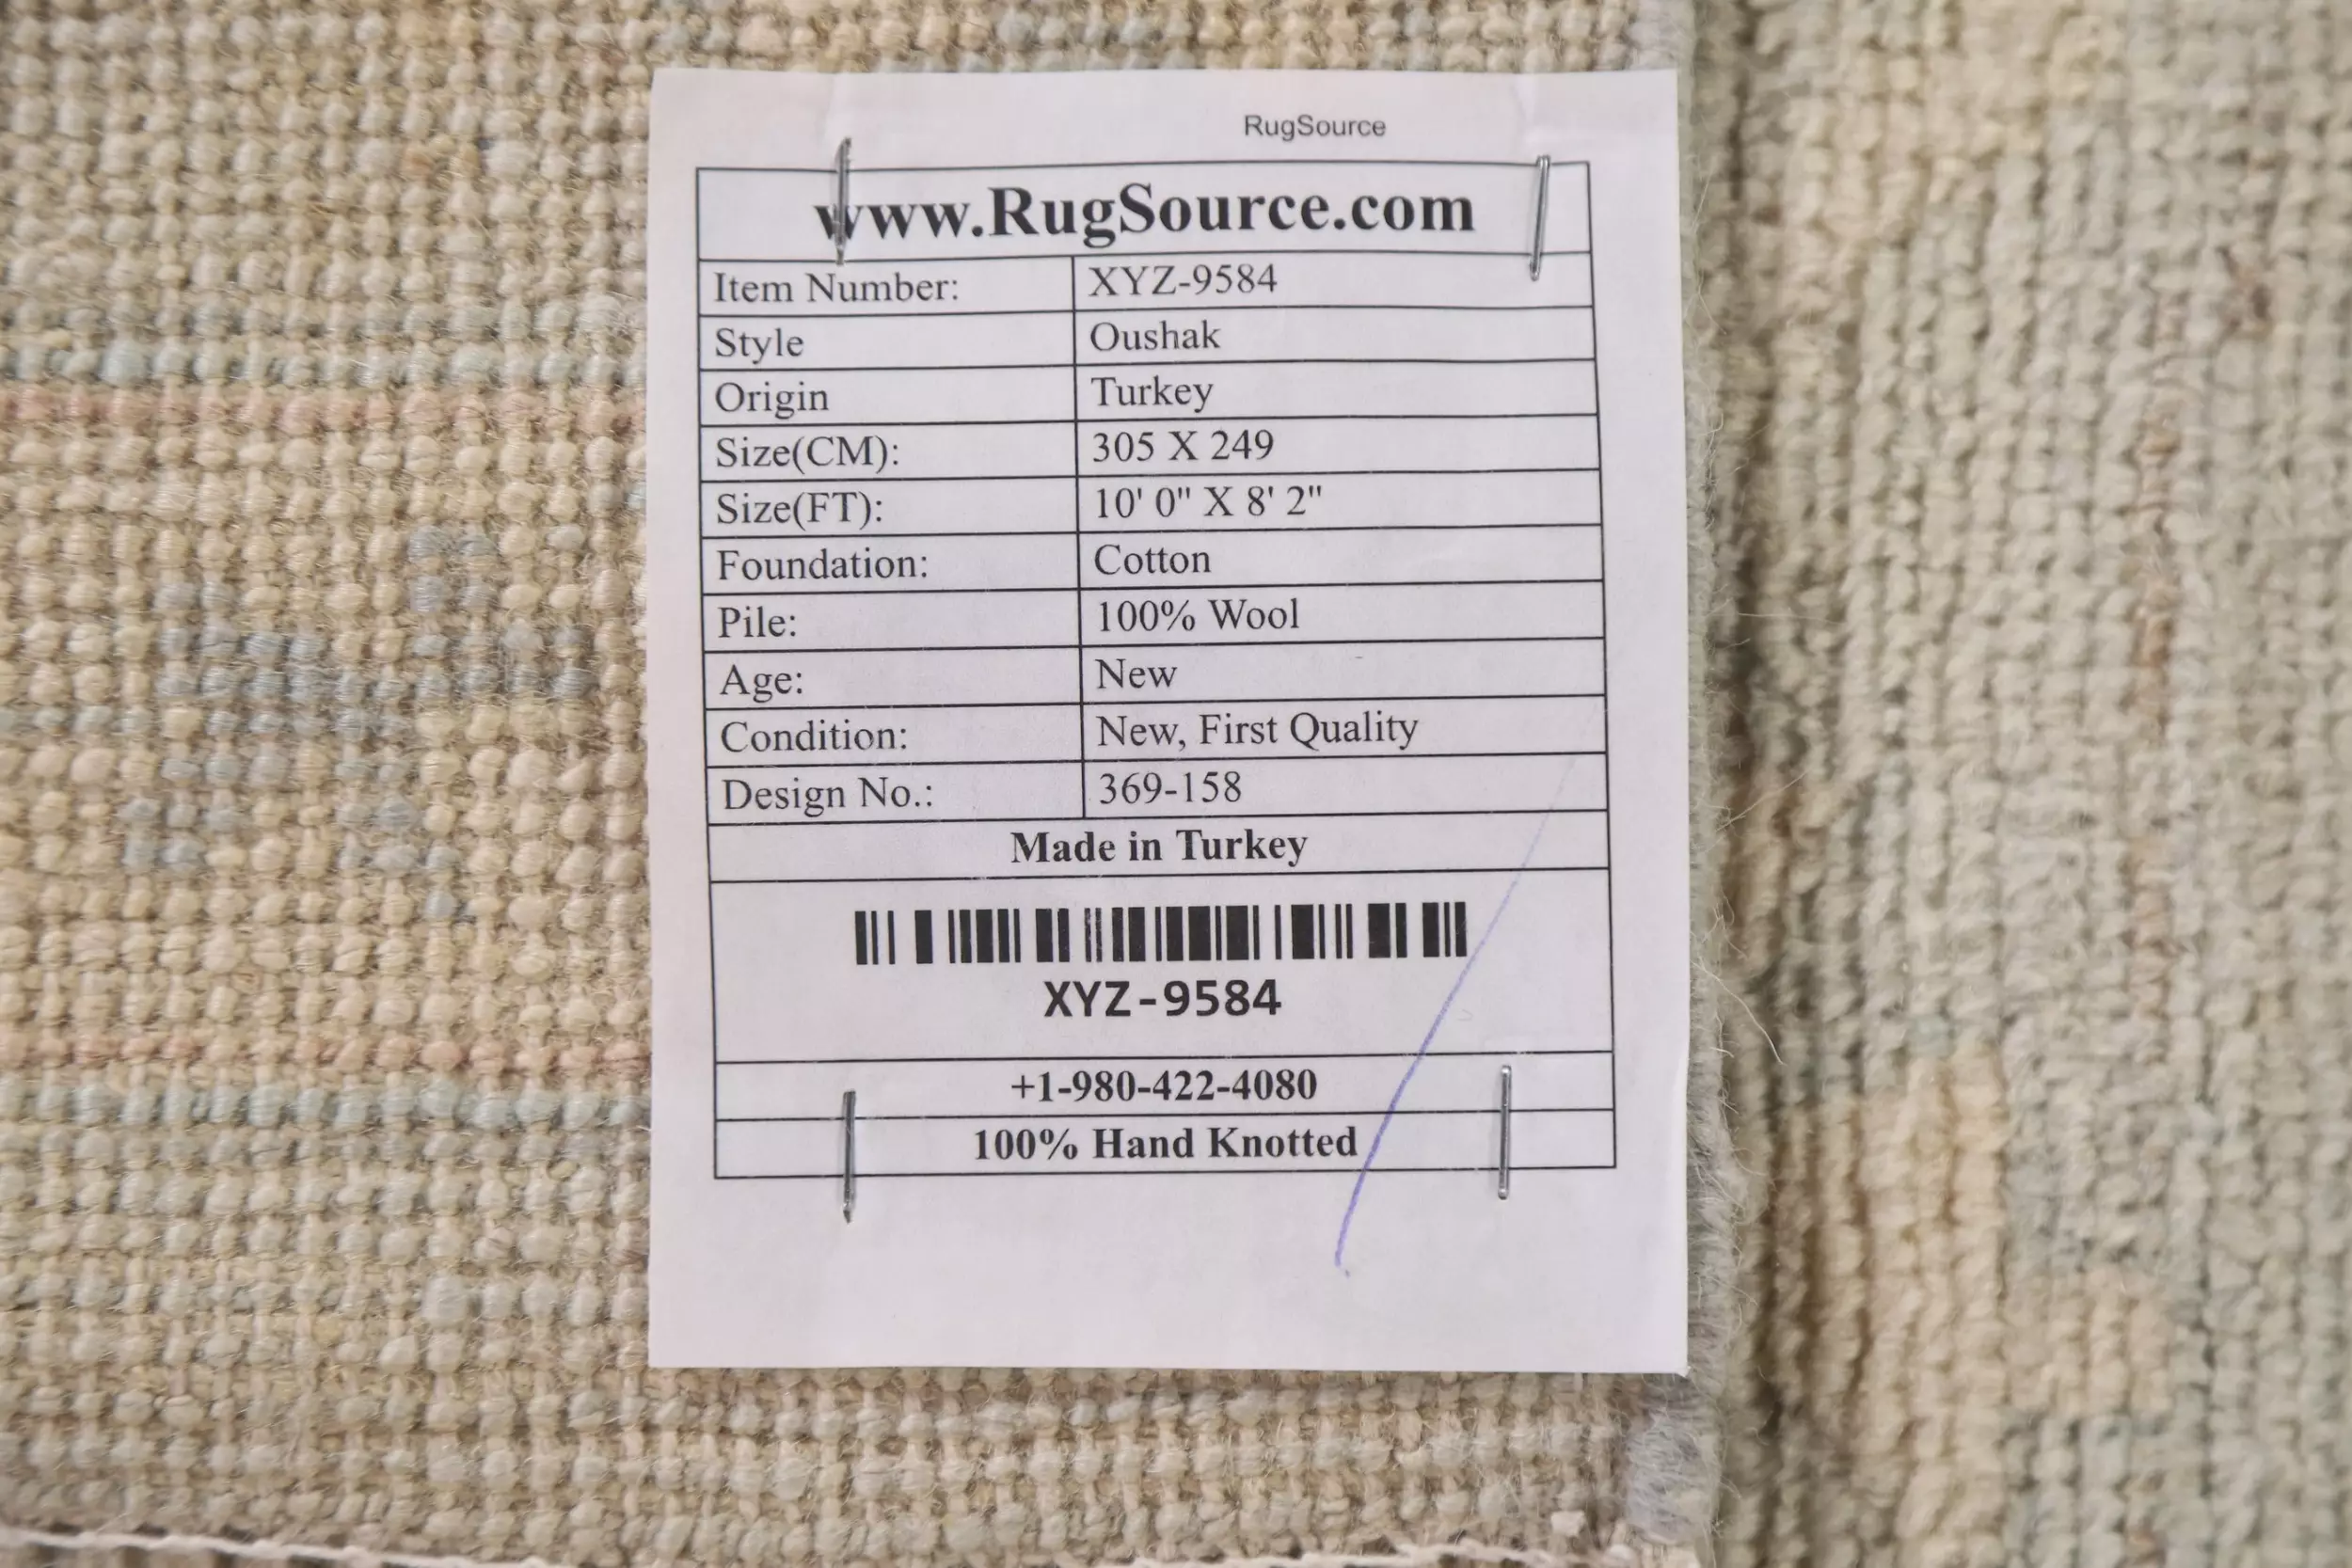 RugSource
www.RugSource.com
Item Number: XYZ-9584
Style Oushak
Origin Turkey
Size(CM): 305 X 249
Size(FT): 10' 0" X 8' 2"
Foundation: Cotton
Pile: 100% Wool
Age: New
Condition: New, First Quality
Design No.: 369-158
Made in Turkey
XYZ-9584
+1-980-422-4080
100% Hand Knotted